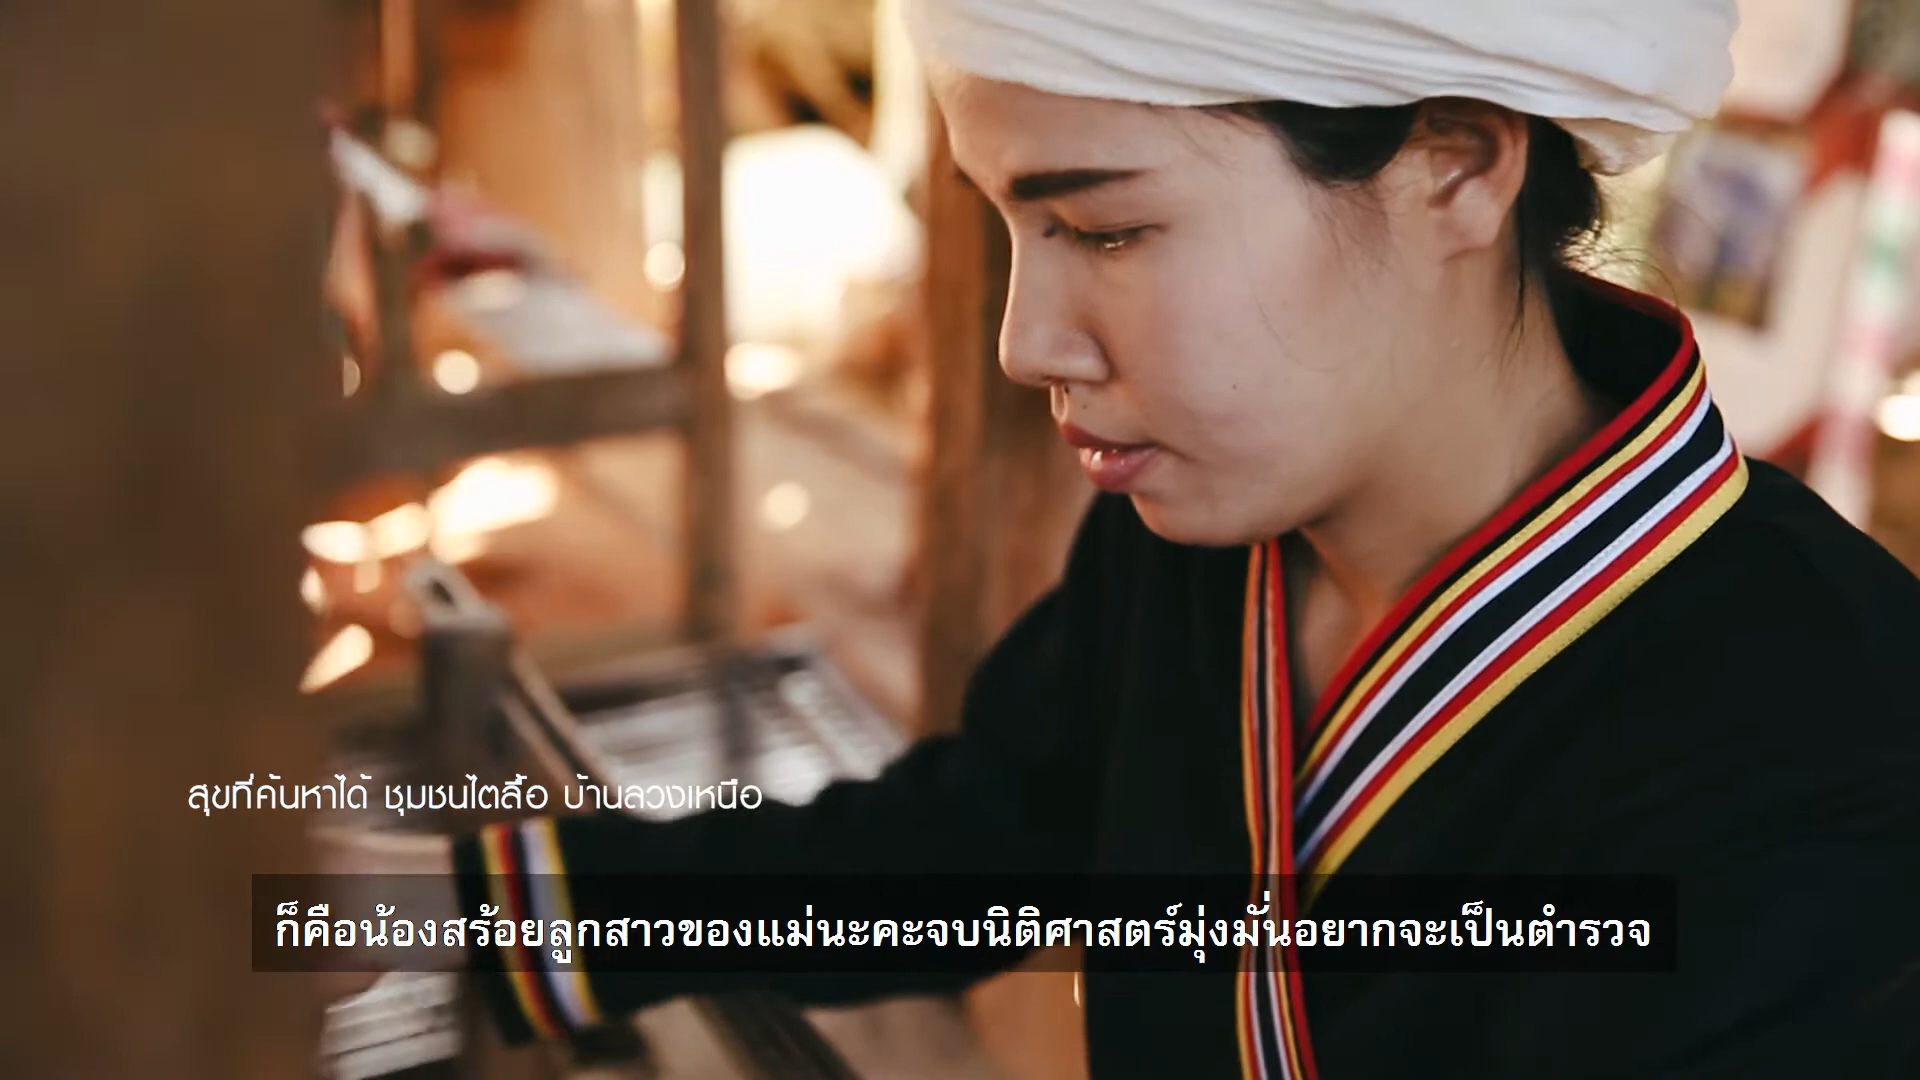 สุขที่ค้นหาได้ ชุมชนไตลื้อ บ้านลวงเหนือ
ก็คือน้องสร้อยลูกสาวของแม่นะคะจบนิติศาสตร์มุ่งมั่นอยากจะเป็นตำรวจ